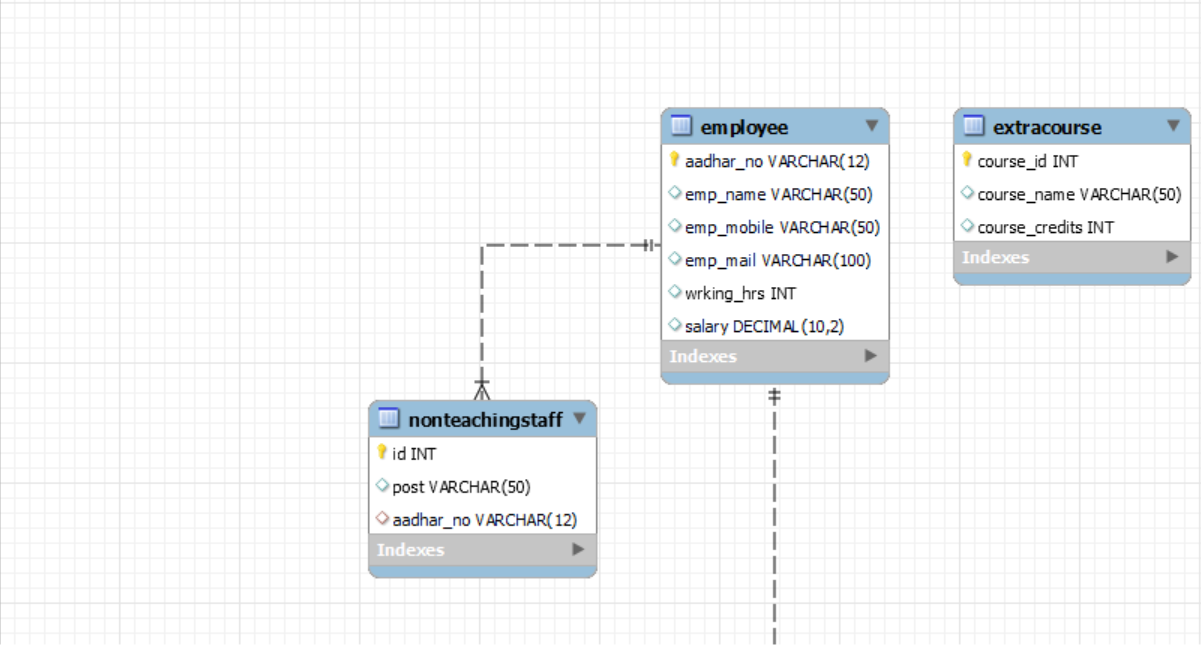 employee
aadhar_no VARCHAR(12)
emp_name VARCHAR(50)
emp_mobile VARCHAR(50)
emp_mail VARCHAR(100)
wrking_hrs INT
salary DECIMAL(10,2)
Indexes
extracourse
course_id INT
course_name VARCHAR(50)
course_credits INT
Indexes
nonteachingstaff
id INT
post VARCHAR(50)
aadhar_no VARCHAR(12)
Indexes